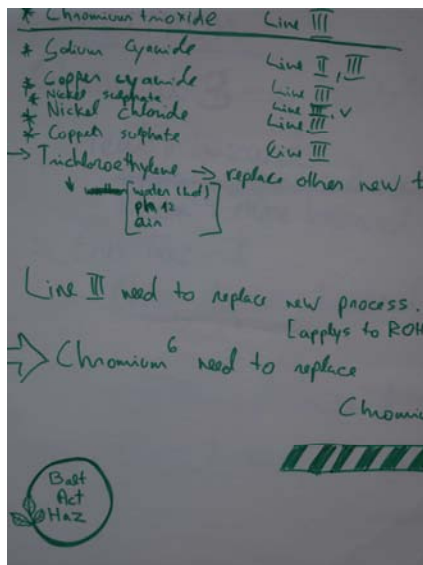 * Chromium trioxide Line III
* Sodium Cyanide Line II, III
* Copper cyanide Line III
* Nickel sulphate Line III, V
* Nickel Chloride Line III
* Copper sulphate Line III
→ Trichloroethylene → replace other new t
water (hot)
ph 12
air
Line III need to replace new process.
[applys to ROH
⇒ Chromium 6 need to replace
Chromiu
Balt
Act
Haz